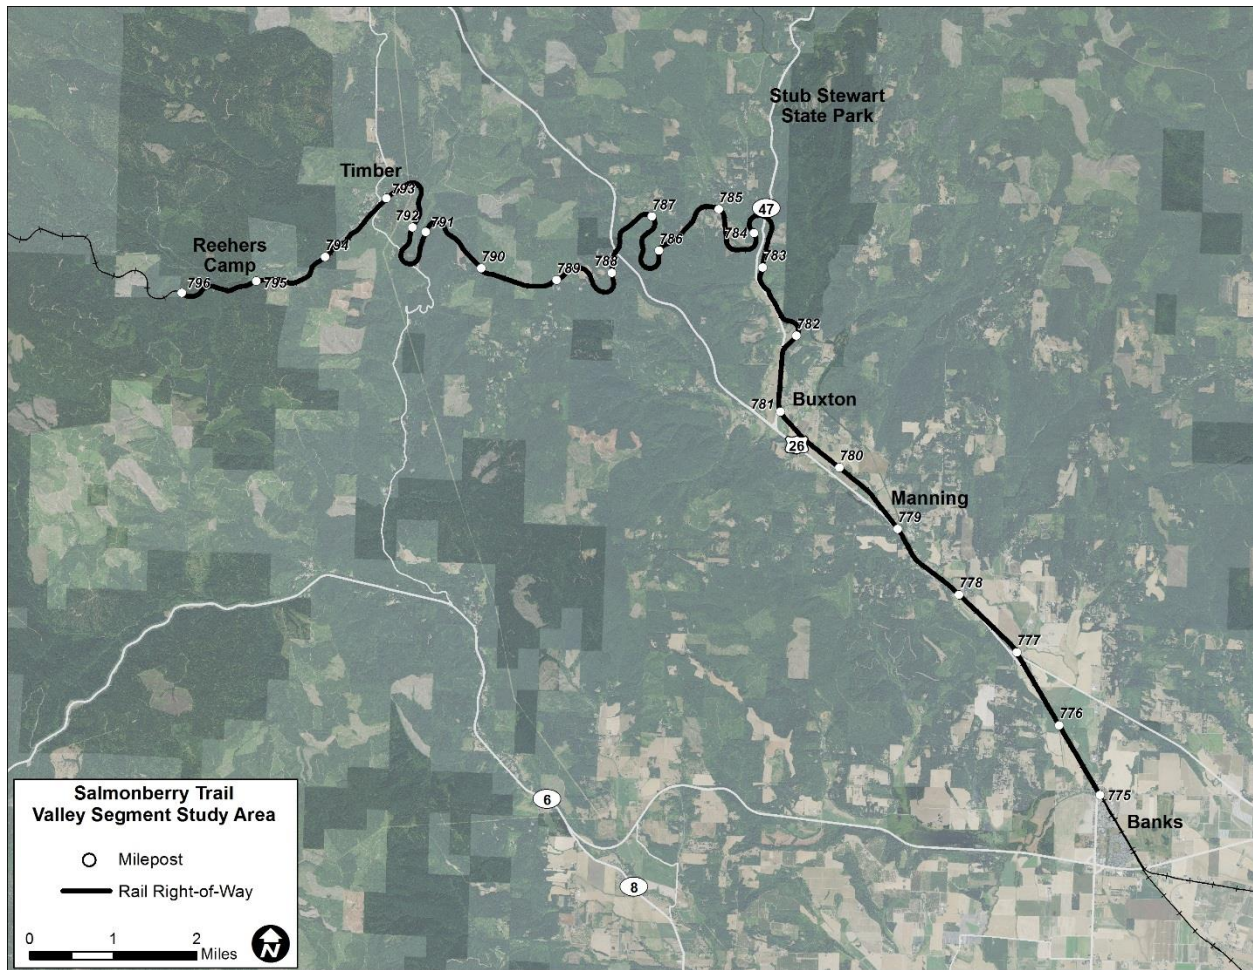 Stub Stewart
State Park
Timber
793
785
47
787
792
791
784
786
Reehers
Camp
794
783
790
789
788
796
795
782
781
Buxton
26
780
Manning
779
778
777
776
775
Banks
6
8
Salmonberry Trail
Valley Segment Study Area
Milepost
Rail Right-of-Way
0 1 2
Miles
N